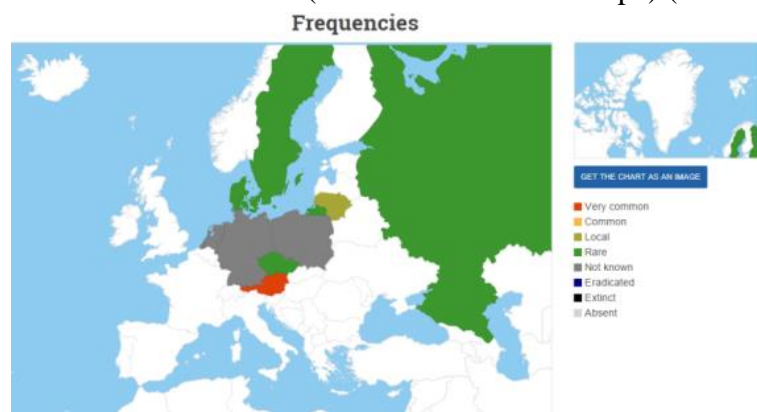 Frequencies
GET THE CHART AS AN IMAGE
Very common
Common
Local
Rare
Not known
Eradicated
Extinct
Absent